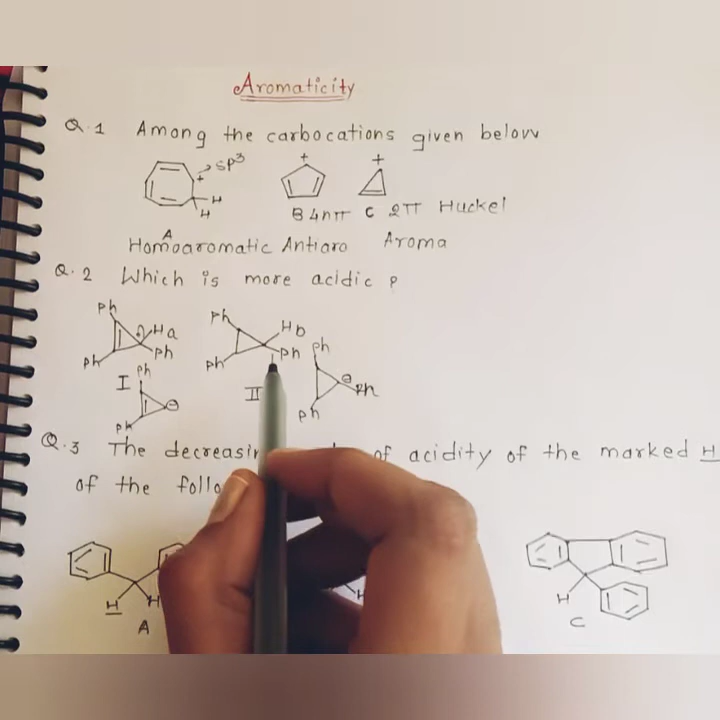 Aromaticity
Q.1 Among the carbocations given below
sp3
+ + +
H
H
A B 4nπ C 2π Huckel
Homoaromatic Antiaro Aroma
Q.2 Which is more acidic p
Ph Ha Ph Hb
Ph Ph Ph Ph Ph
I Ph ⊖ II ⊖ Ph
Ph Ph
Q.3 The decreasin of acidity of the marked H
of the follo
H H H H
A C